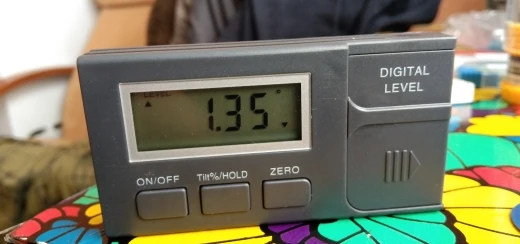 LEVEL
1.35°
DIGITAL
LEVEL
ON/OFF
Tilt%/HOLD
ZERO